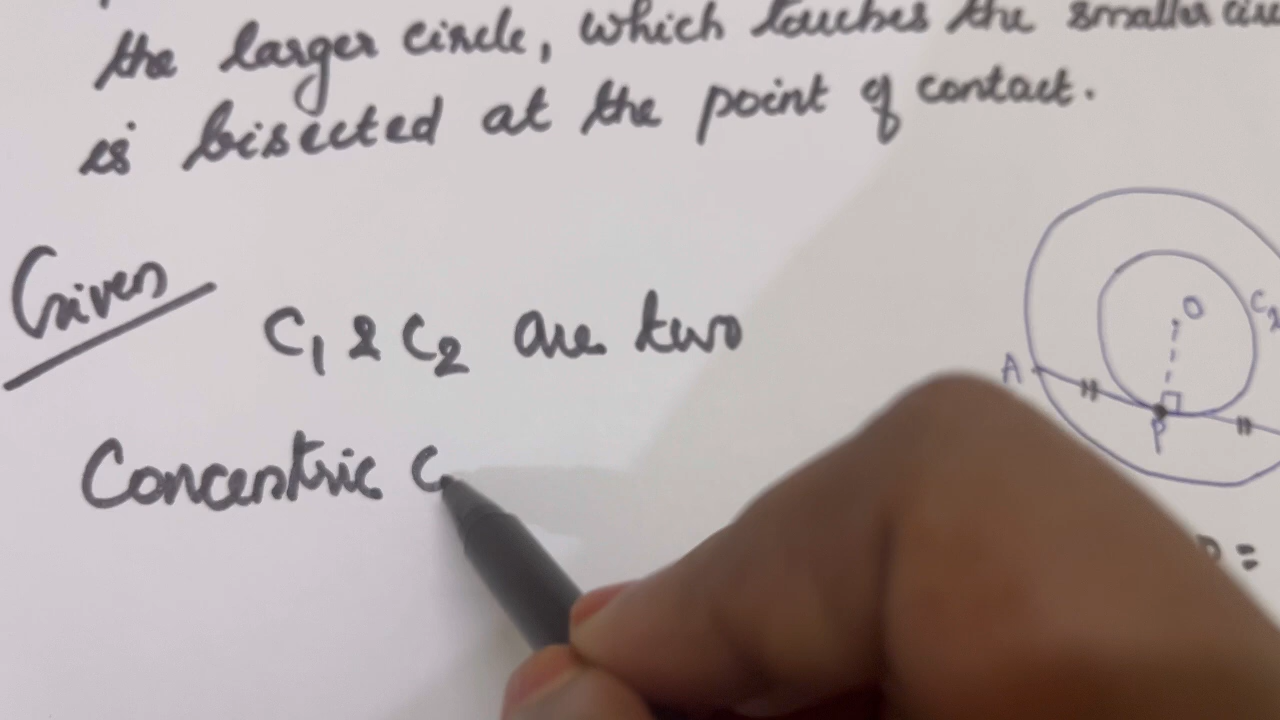 the larger circle, which touches the smaller
is bisected at the point of contact.
Given
C₁ & C₂ are two
Concentric C
O
C₂
A
P